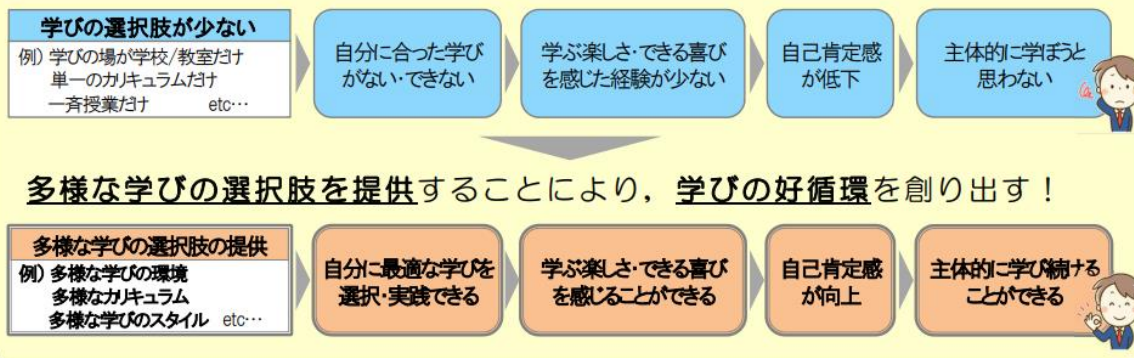 学びの選択肢が少ない
例) 学びの場が学校/教室だけ
単一のカリキュラムだけ
一斉授業だけ etc…
自分に合った学び
がない・できない
学ぶ楽しさ・できる喜び
を感じた経験が少ない
自己肯定感
が低下
主体的に学ぼうと
思わない
多様な学びの選択肢を提供することにより，学びの好循環を創り出す！
多様な学びの選択肢の提供
例) 多様な学びの環境
多様なカリキュラム
多様な学びのスタイル etc…
自分に最適な学びを
選択・実践できる
学ぶ楽しさ・できる喜び
を感じることができる
自己肯定感
が向上
主体的に学び続ける
ことができる